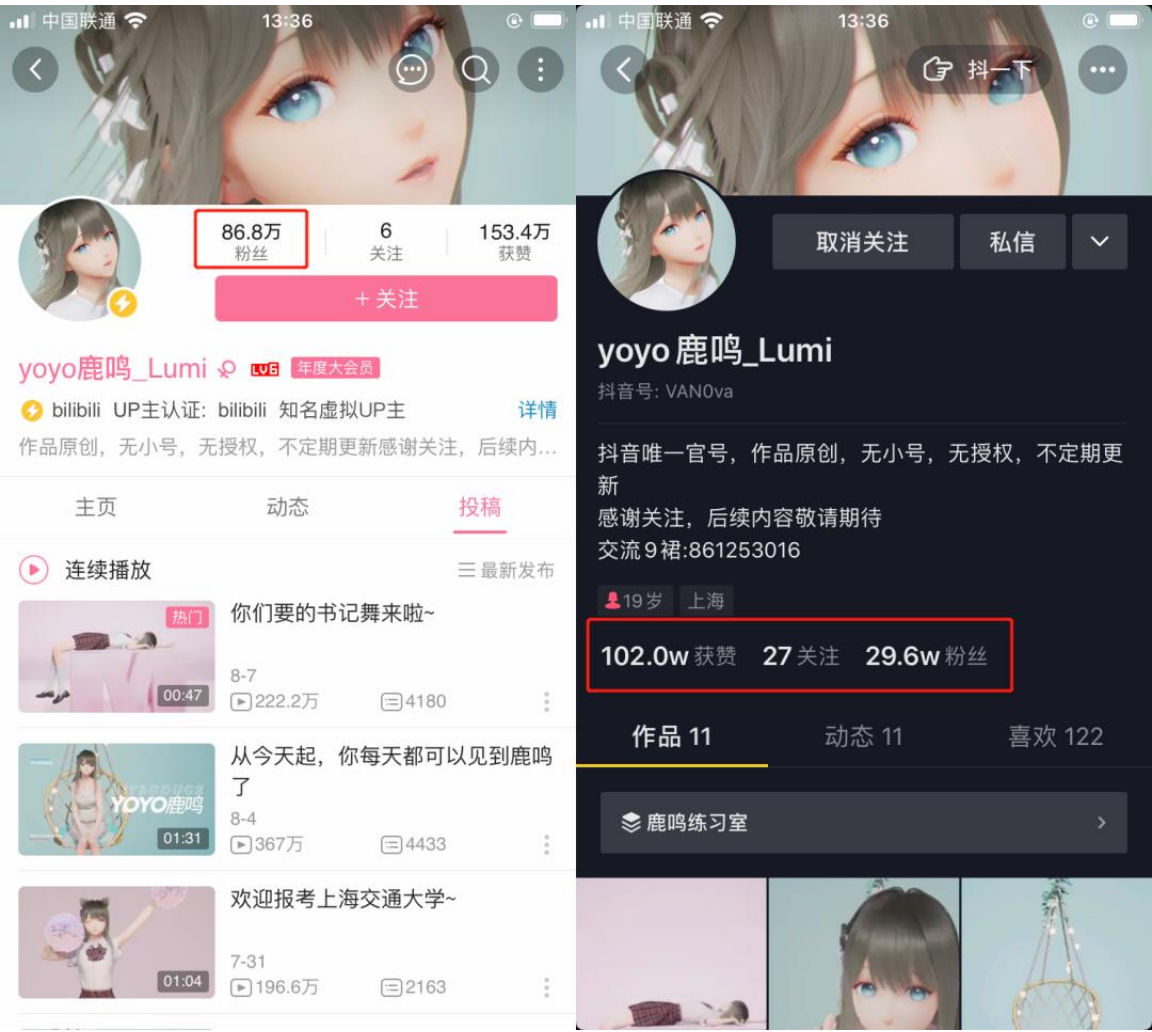 中国联通
13:36
86.8万
粉丝
6
关注
153.4万
获赞
+ 关注
yoyo鹿鸣_Lumi LV6 年度大会员
bilibili UP主认证: bilibili 知名虚拟UP主 详情
作品原创，无小号，无授权，不定期更新感谢关注，后续内...
主页 动态 投稿
连续播放 最新发布
热门
00:47
你们要的书记舞来啦~
8-7
222.2万 4180
YOYO鹿鸣
01:31
从今天起，你每天都可以见到鹿鸣
了
8-4
367万 4433
01:04
欢迎报考上海交通大学~
7-31
196.6万 2163
中国联通
13:36
抖一下
取消关注 私信
yoyo鹿鸣_Lumi
抖音号: VAN0va
抖音唯一官号，作品原创，无小号，无授权，不定期更
新
感谢关注，后续内容敬请期待
交流9裙:861253016
19岁 上海
102.0w 获赞 27 关注 29.6w 粉丝
作品 11 动态 11 喜欢 122
鹿鸣练习室